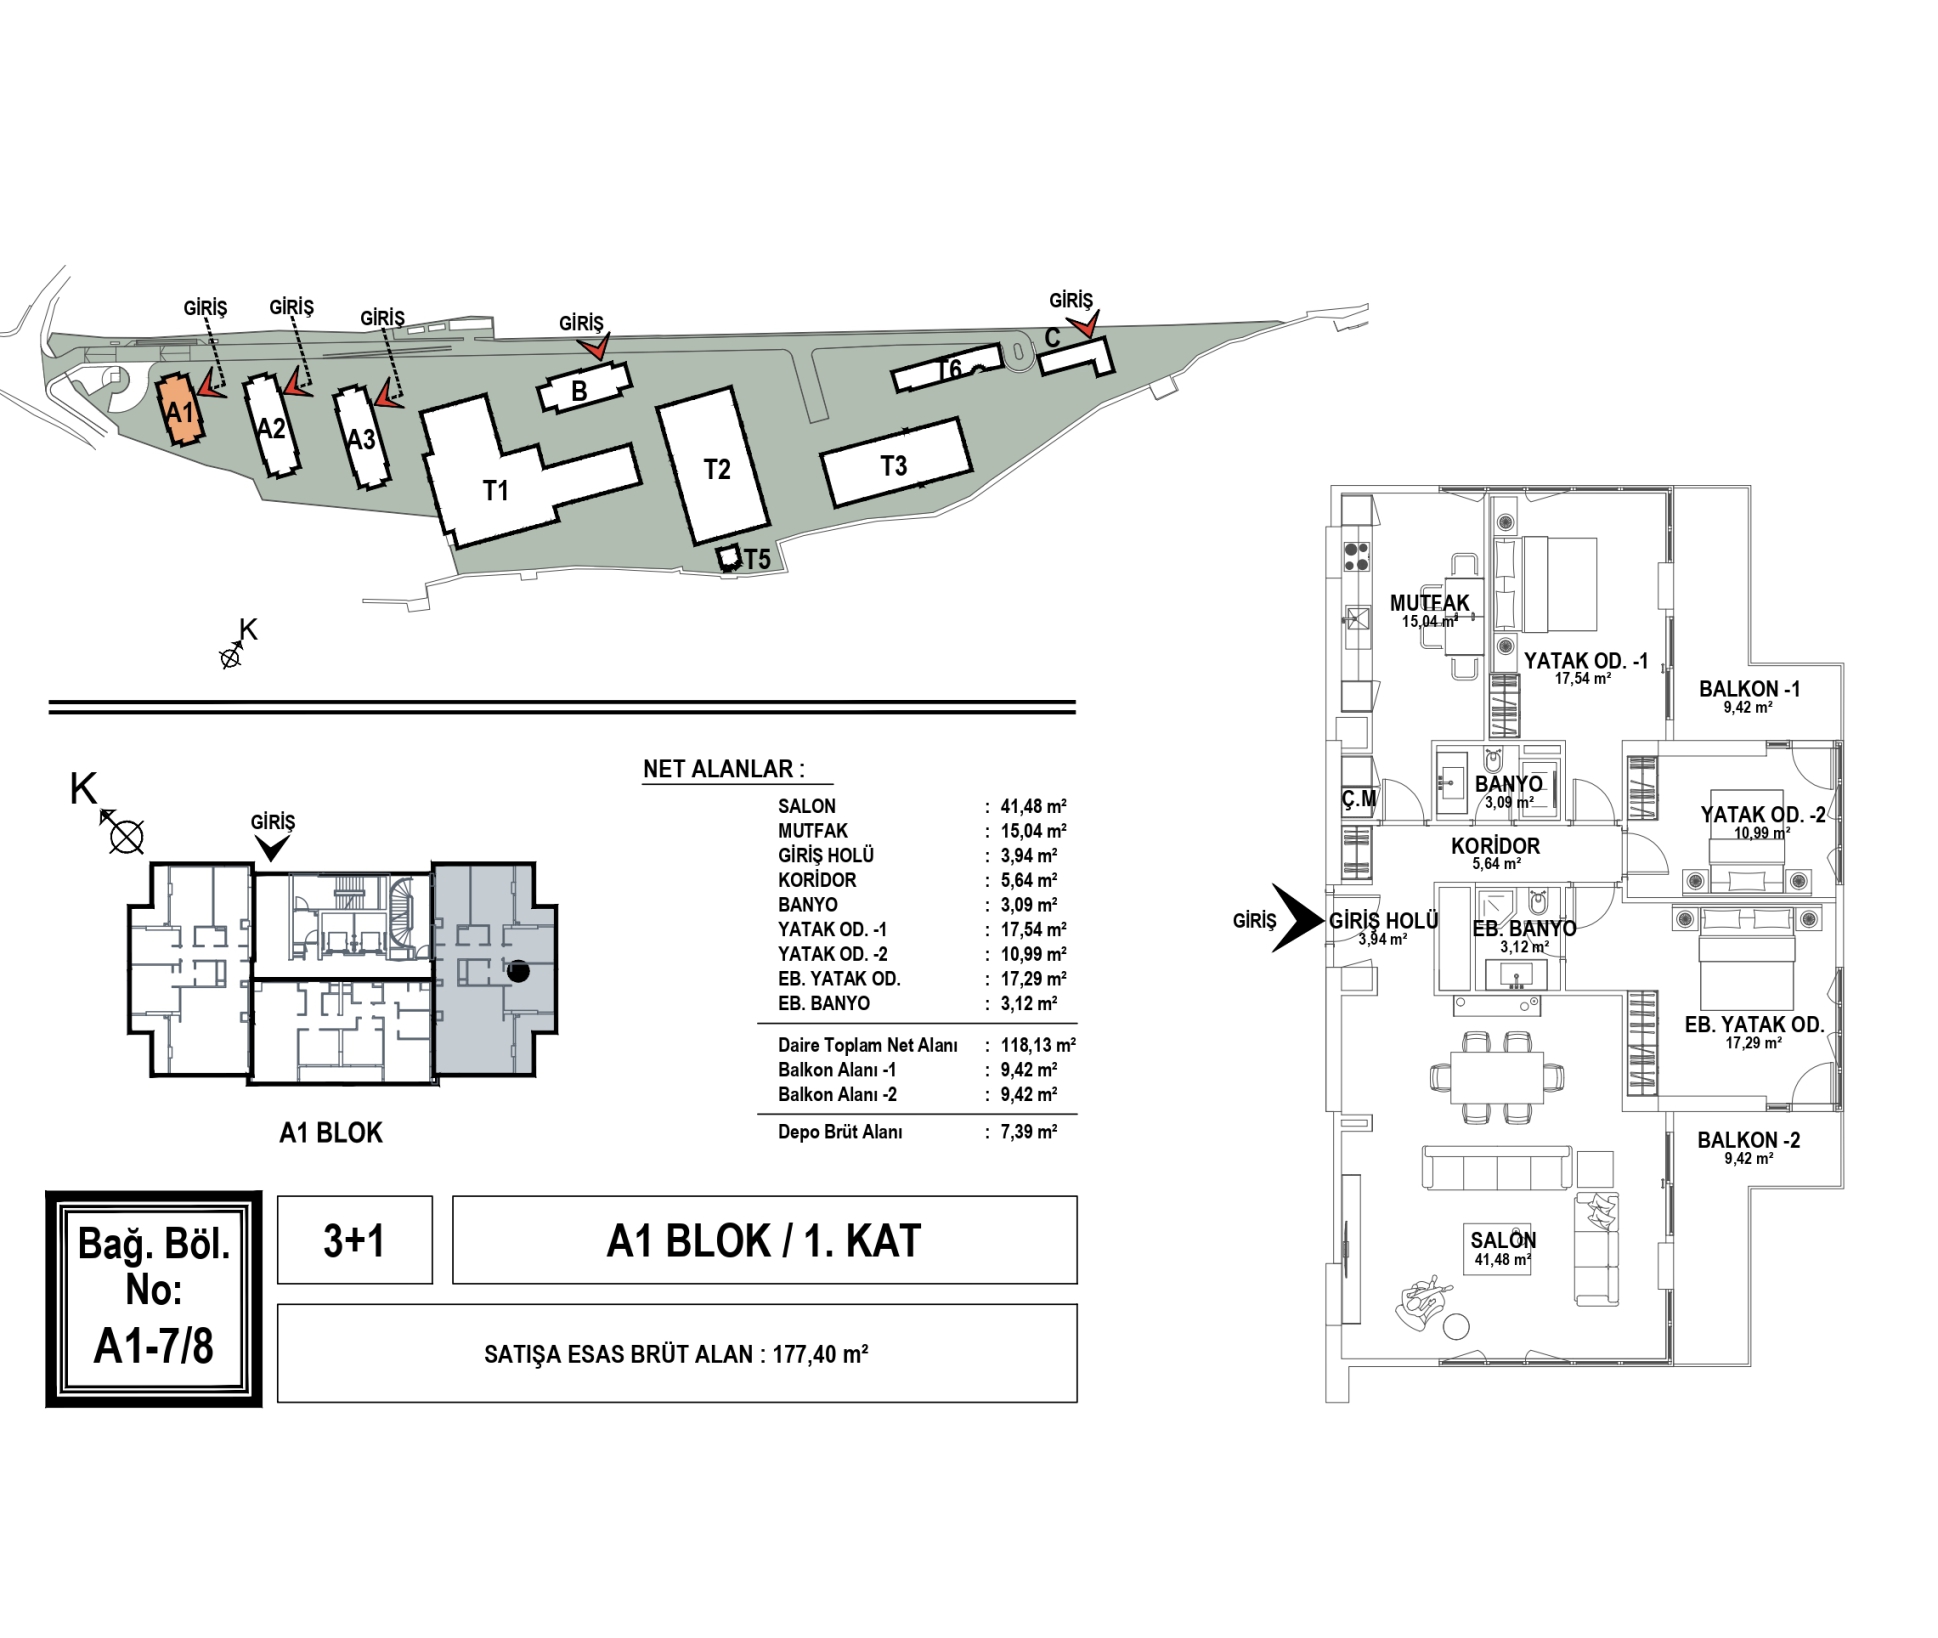 GİRİŞ
GİRİŞ
GİRİŞ
GİRİŞ
GİRİŞ
A1
A2
A3
B
C
T1
T2
T3
T5
T6
K
K
GİRİŞ
A1 BLOK
NET ALANLAR :
SALON : 41,48 m²
MUTFAK : 15,04 m²
GİRİŞ HOLÜ : 3,94 m²
KORİDOR : 5,64 m²
BANYO : 3,09 m²
YATAK OD. -1 : 17,54 m²
YATAK OD. -2 : 10,99 m²
EB. YATAK OD. : 17,29 m²
EB. BANYO : 3,12 m²
Daire Toplam Net Alanı : 118,13 m²
Balkon Alanı -1 : 9,42 m²
Balkon Alanı -2 : 9,42 m²
Depo Brüt Alanı : 7,39 m²
Bağ. Böl.
No:
A1-7/8
3+1
A1 BLOK / 1. KAT
SATIŞA ESAS BRÜT ALAN : 177,40 m²
MUTFAK
15,04 m²
YATAK OD. -1
17,54 m²
BALKON -1
9,42 m²
BANYO
3,09 m²
Ç.M
YATAK OD. -2
10,99 m²
KORİDOR
5,64 m²
GİRİŞ
GİRİŞ HOLÜ
3,94 m²
EB. BANYO
3,12 m²
EB. YATAK OD.
17,29 m²
BALKON -2
9,42 m²
SALON
41,48 m²